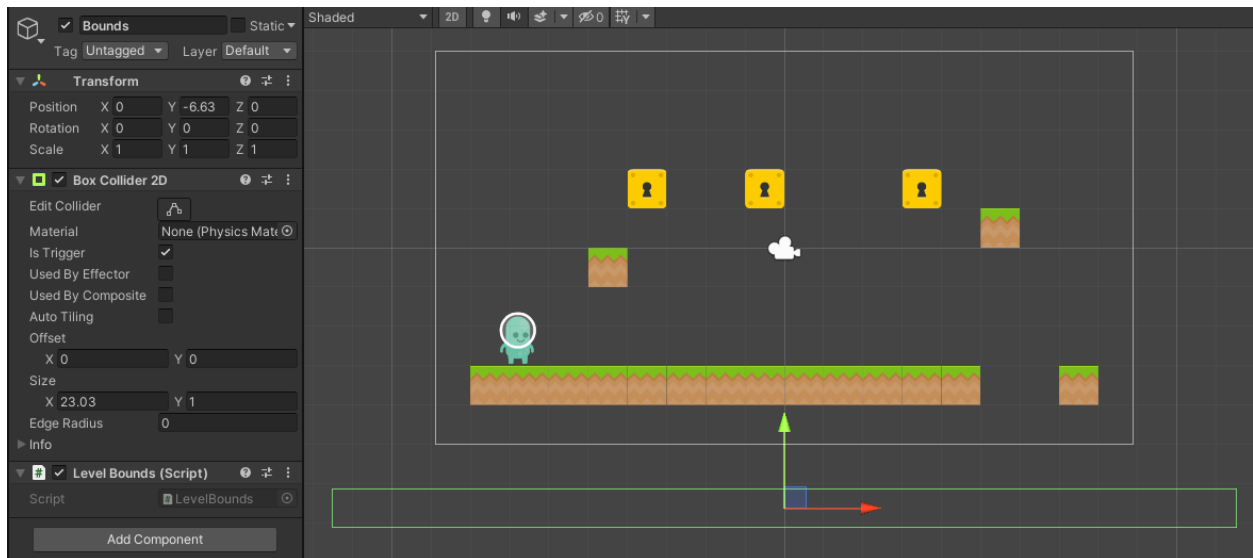 Bounds Static
Tag Untagged Layer Default
Transform
Position X 0 Y -6.63 Z 0
Rotation X 0 Y 0 Z 0
Scale X 1 Y 1 Z 1
Box Collider 2D
Edit Collider
Material None (Physics Mate
Is Trigger
Used By Effector
Used By Composite
Auto Tiling
Offset
X 0 Y 0
Size
X 23.03 Y 1
Edge Radius 0
Info
# Level Bounds (Script)
Script LevelBounds
Add Component
Shaded 2D 0